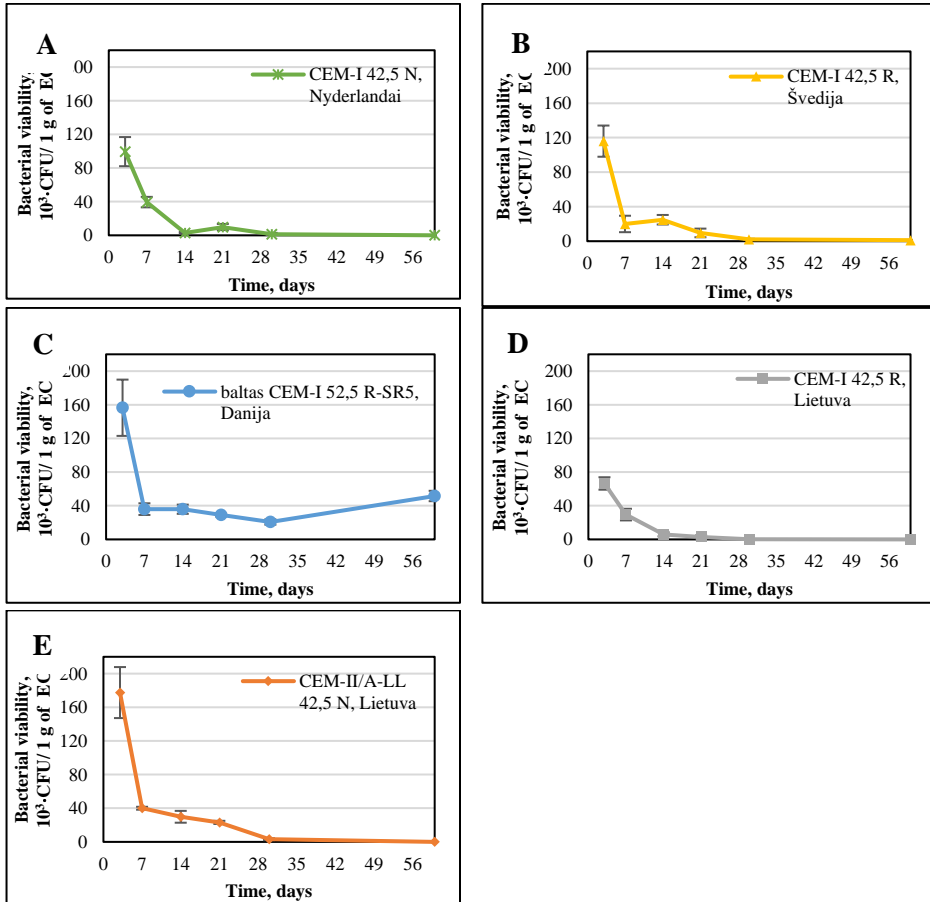 A
Bacterial viability,
10³·CFU/ 1 g of EC
00
160
120
80
40
0
CEM-I 42,5 N,
Nyderlandai
0 7 14 21 28 35 42 49 56
Time, days
B
Bacterial viability,
10³·CFU/ 1 g of EC
200
160
120
80
40
0
CEM-I 42,5 R,
Švedija
0 7 14 21 28 35 42 49 56
Time, days
C
Bacterial viability,
10³·CFU/ 1 g of EC
200
160
120
80
40
0
baltas CEM-I 52,5 R-SR5,
Danija
0 7 14 21 28 35 42 49 56
Time, days
D
Bacterial viability,
10³·CFU/ 1 g of EC
200
160
120
80
40
0
CEM-I 42,5 R,
Lietuva
0 7 14 21 28 35 42 49 56
Time, days
E
Bacterial viability,
10³·CFU/ 1 g of EC
200
160
120
80
40
0
CEM-II/A-LL
42,5 N, Lietuva
0 7 14 21 28 35 42 49 56
Time, days